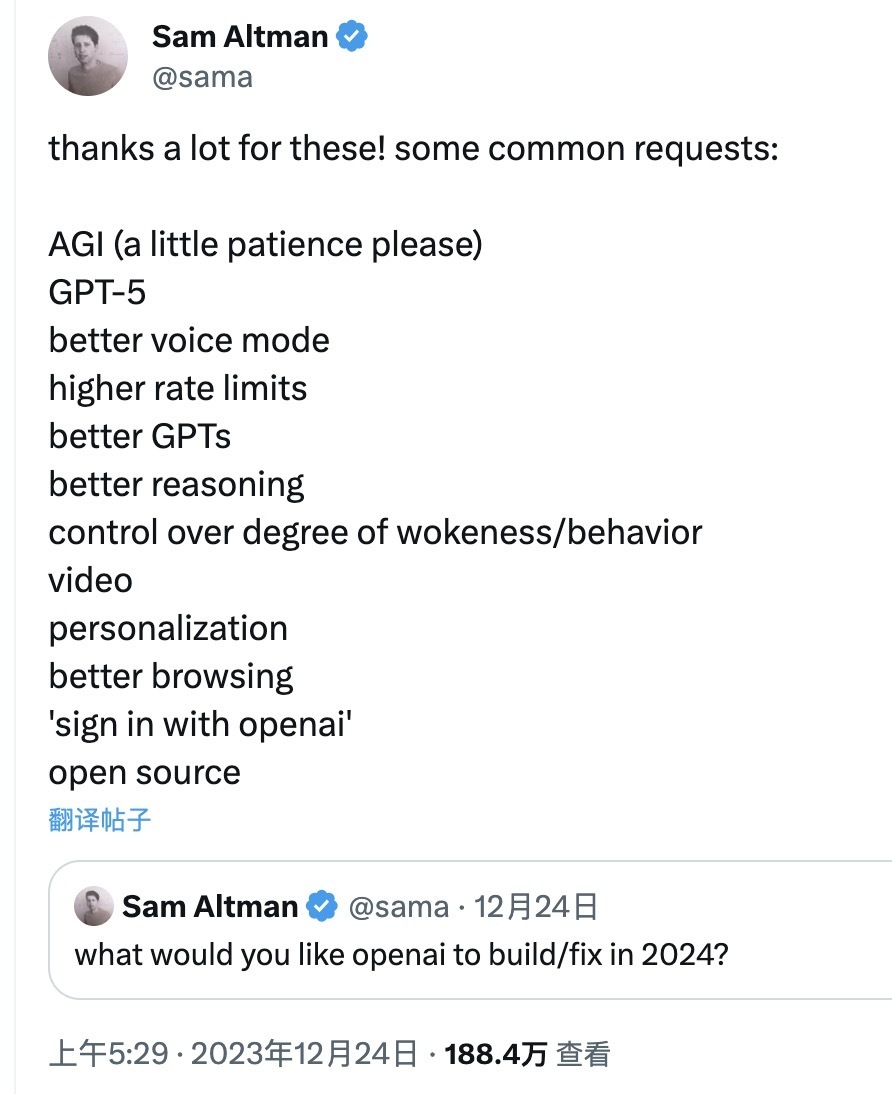 Sam Altman
@sama
thanks a lot for these! some common requests:
AGI (a little patience please)
GPT-5
better voice mode
higher rate limits
better GPTs
better reasoning
control over degree of wokeness/behavior
video
personalization
better browsing
'sign in with openai'
open source
翻译帖子
Sam Altman @sama · 12月24日
what would you like openai to build/fix in 2024?
上午5:29 · 2023年12月24日 · 188.4万 查看